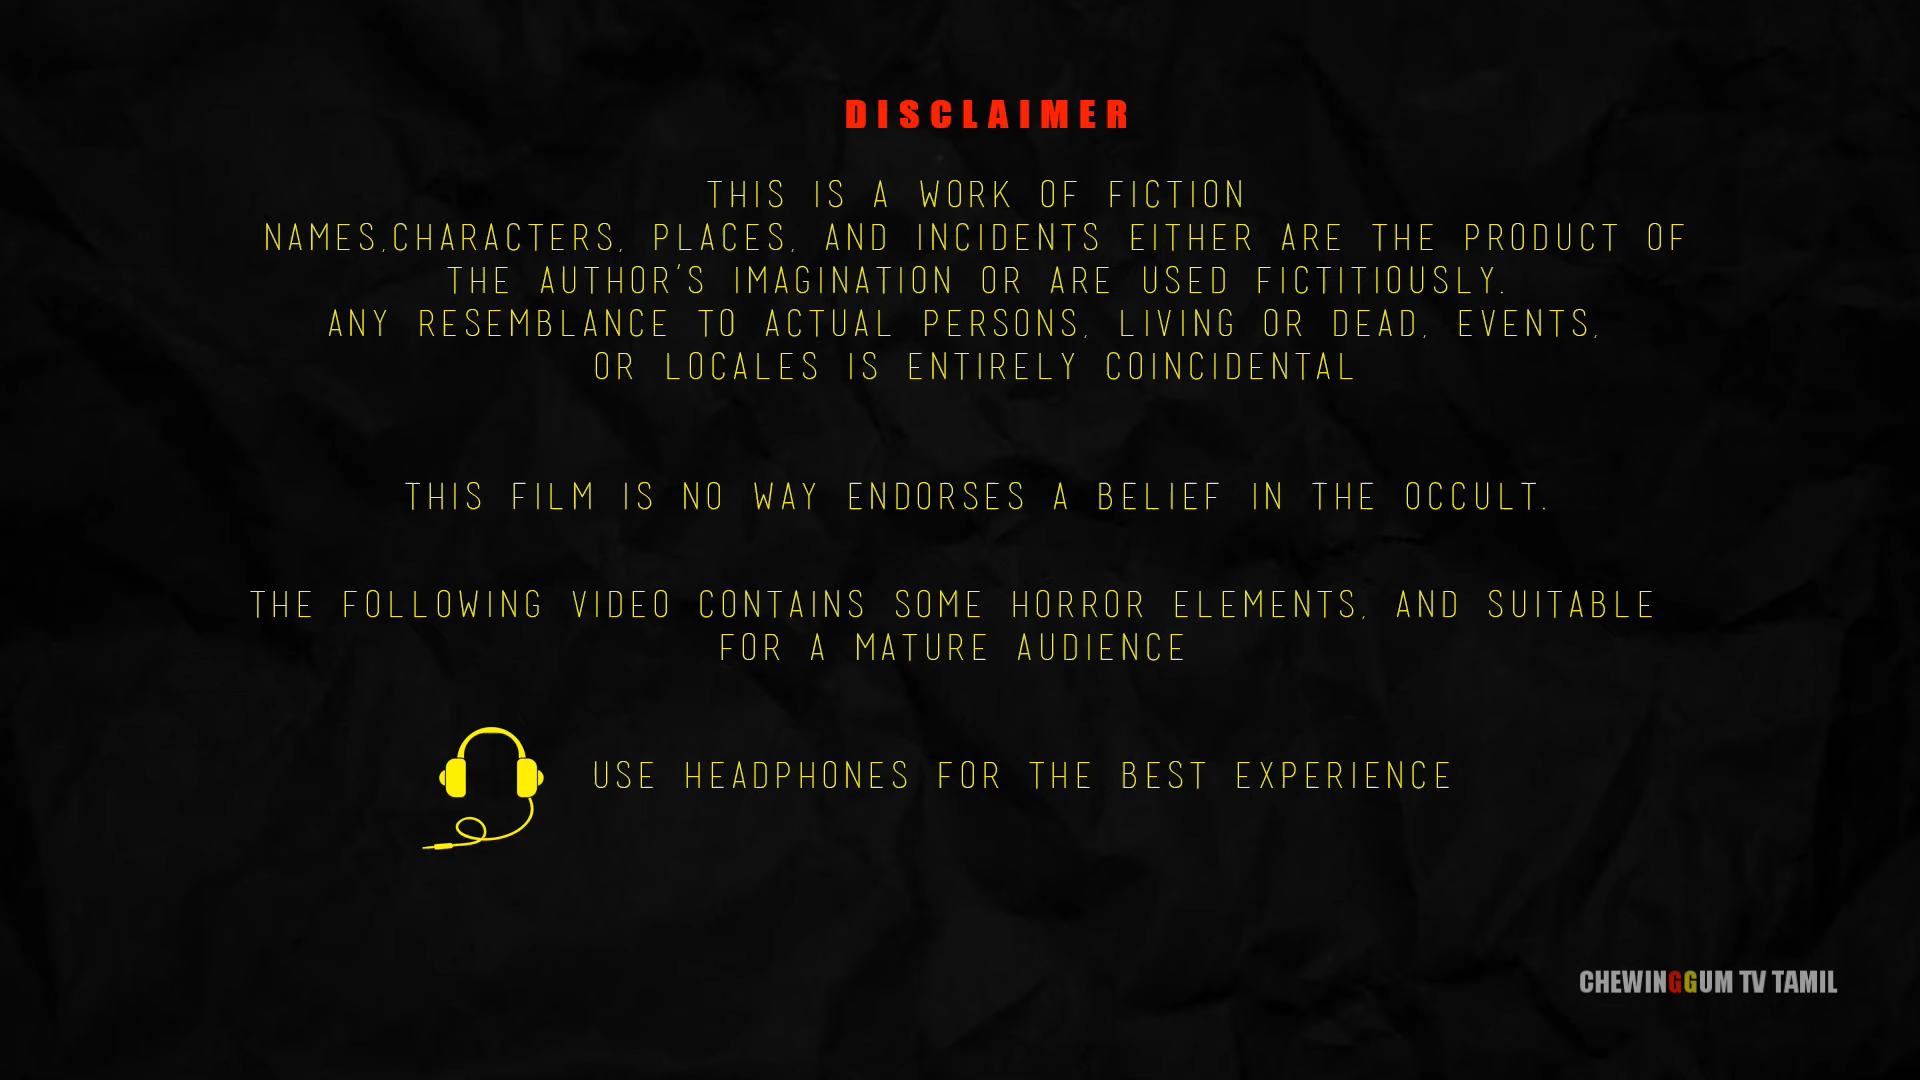 DISCLAIMER
THIS IS A WORK OF FICTION
NAMES,CHARACTERS, PLACES, AND INCIDENTS EITHER ARE THE PRODUCT OF
THE AUTHOR'S IMAGINATION OR ARE USED FICTITIOUSLY.
ANY RESEMBLANCE TO ACTUAL PERSONS, LIVING OR DEAD, EVENTS,
OR LOCALES IS ENTIRELY COINCIDENTAL
THIS FILM IS NO WAY ENDORSES A BELIEF IN THE OCCULT.
THE FOLLOWING VIDEO CONTAINS SOME HORROR ELEMENTS, AND SUITABLE
FOR A MATURE AUDIENCE
USE HEADPHONES FOR THE BEST EXPERIENCE
CHEWINGGUM TV TAMIL